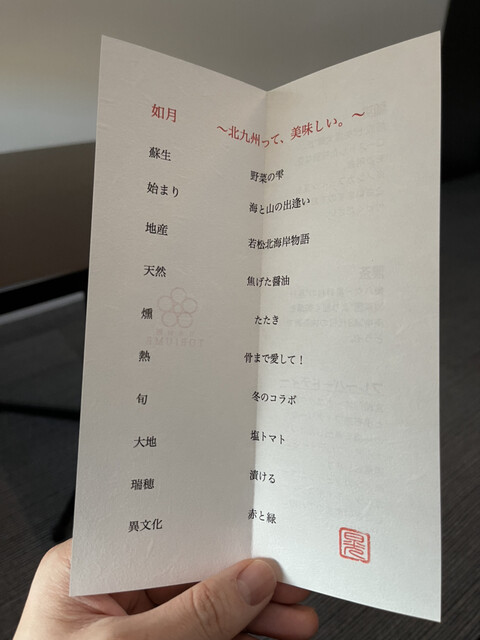 如月 ～北九州って、美味しい。～
蘇生 野菜の雫
始まり 海と山の出逢い
地産 若松北海岸物語
天然 焦げた醤油
燻 たたき
熱 骨まで愛して！
旬 冬のコラボ
大地 塩トマト
瑞穂 漬ける
異文化 赤と緑